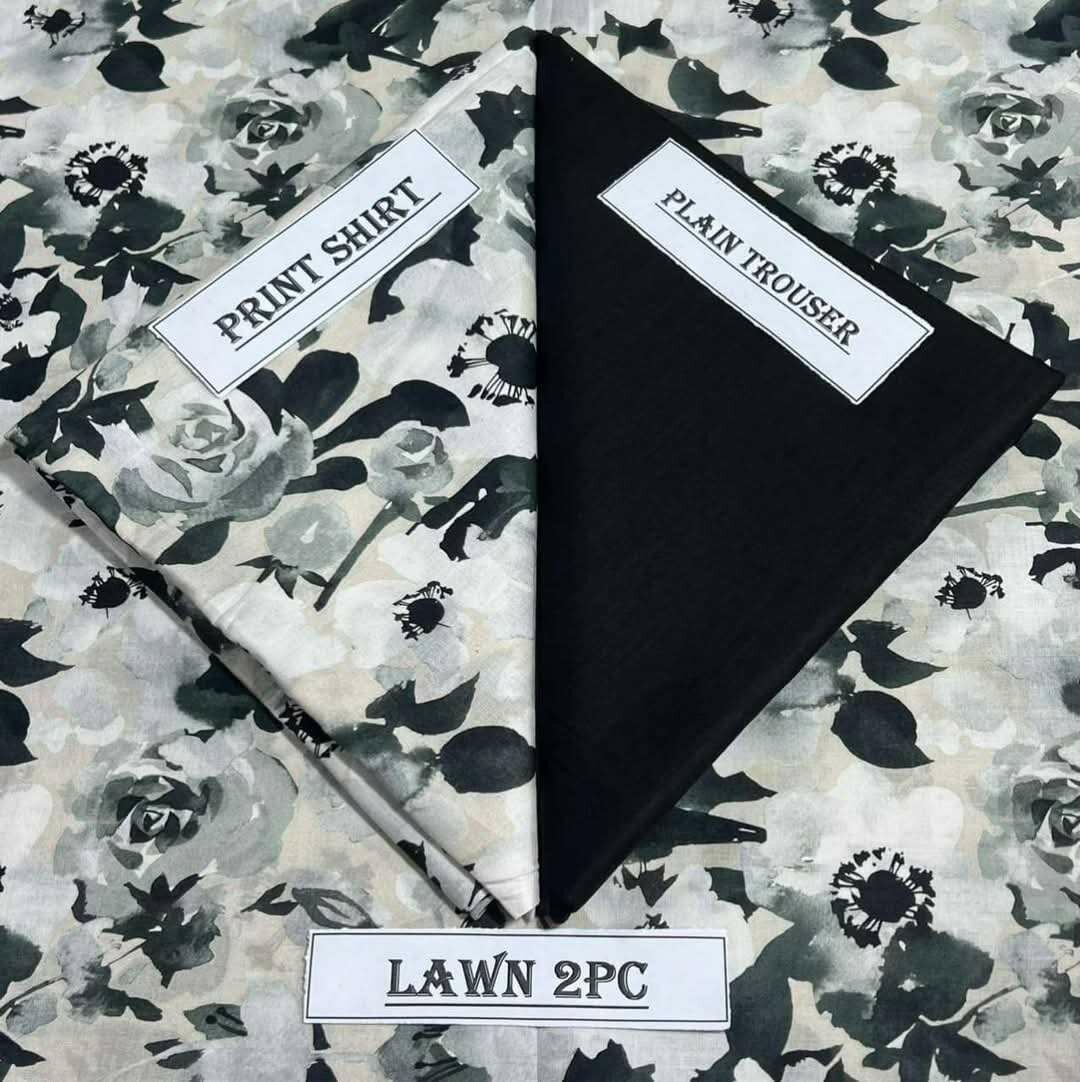 PRINT SHIRT
PLAIN TROUSER
LAWN 2PC